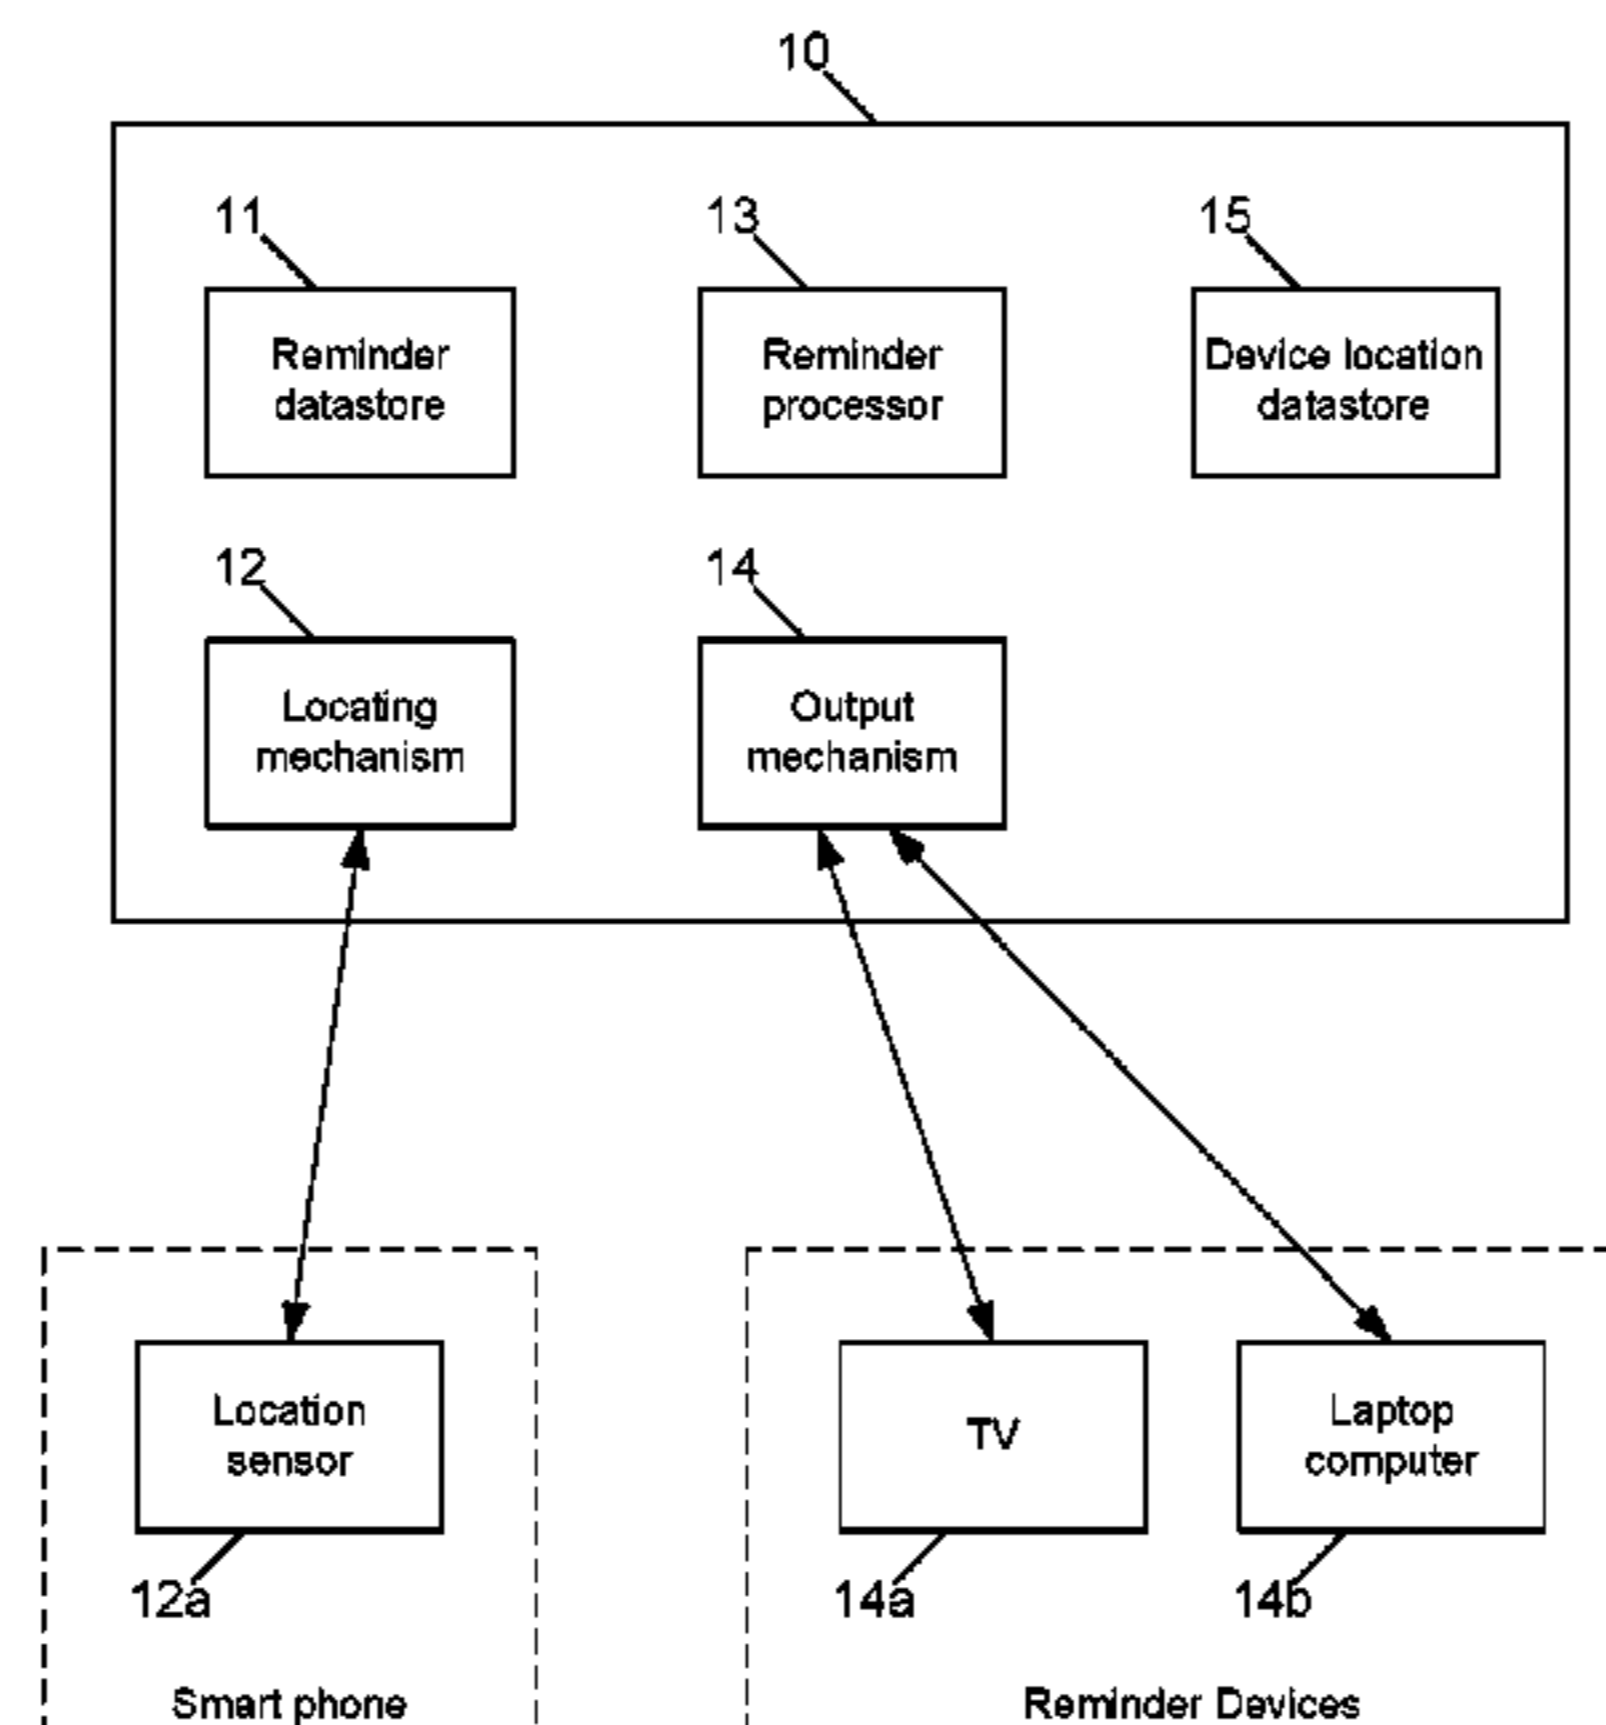 10
11
13
15
Reminder
datastore
Reminder
processor
Device location
datastore
12
14
Locating
mechanism
Output
mechanism
Location
sensor
TV
Laptop
computer
12a
14a
14b
Smart phone
Reminder Devices